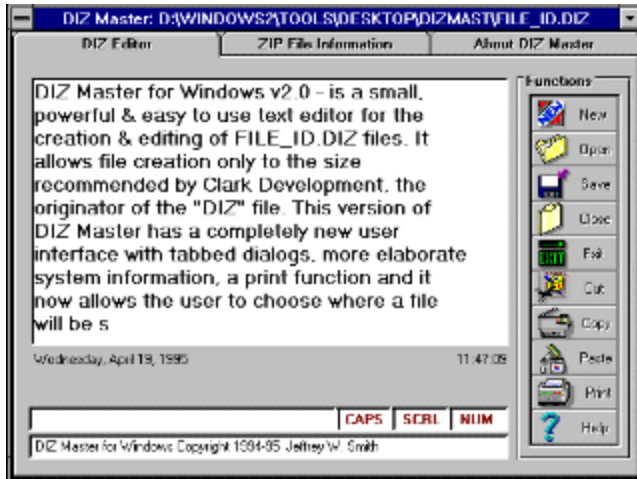 DIZ Master: D:\WINDOWS2\TOOLS\DESKTOP\DIZMAST\FILE_ID.DIZ
DIZ Editor
ZIP File Information
About DIZ Master
DIZ Master for Windows v2.0 - is a small,
powerful & easy to use text editor for the
creation & editing of FILE_ID.DIZ files. It
allows file creation only to the size
recommended by Clark Development, the
originator of the "DIZ" file. This version of
DIZ Master has a completely new user
interface with tabbed dialogs, more elaborate
system information, a print function and it
now allows the user to choose where a file
will be s
Wednesday, April 19, 1995
11:47:09
CAPS
SCRL
NUM
DIZ Master for Windows Copyright 1994-95 Jeffrey W. Smith
Functions
New
Open
Save
Close
EXIT
Exit
Cut
Copy
Paste
Print
Help